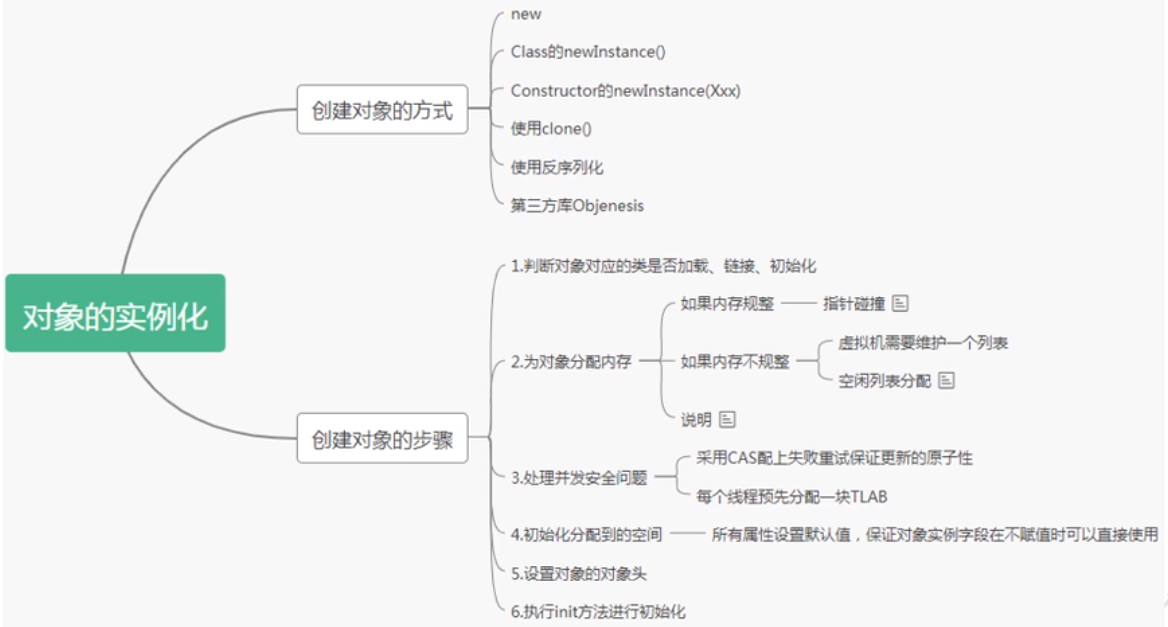 对象的实例化
创建对象的方式
new
Class的newInstance()
Constructor的newInstance(Xxx)
使用clone()
使用反序列化
第三方库Objenesis
创建对象的步骤
1.判断对象对应的类是否加载、链接、初始化
2.为对象分配内存
如果内存规整
指针碰撞
如果内存不规整
虚拟机需要维护一个列表
空闲列表分配
说明
3.处理并发安全问题
采用CAS配上失败重试保证更新的原子性
每个线程预先分配一块TLAB
4.初始化分配到的空间
所有属性设置默认值，保证对象实例字段在不赋值时可以直接使用
5.设置对象的对象头
6.执行init方法进行初始化